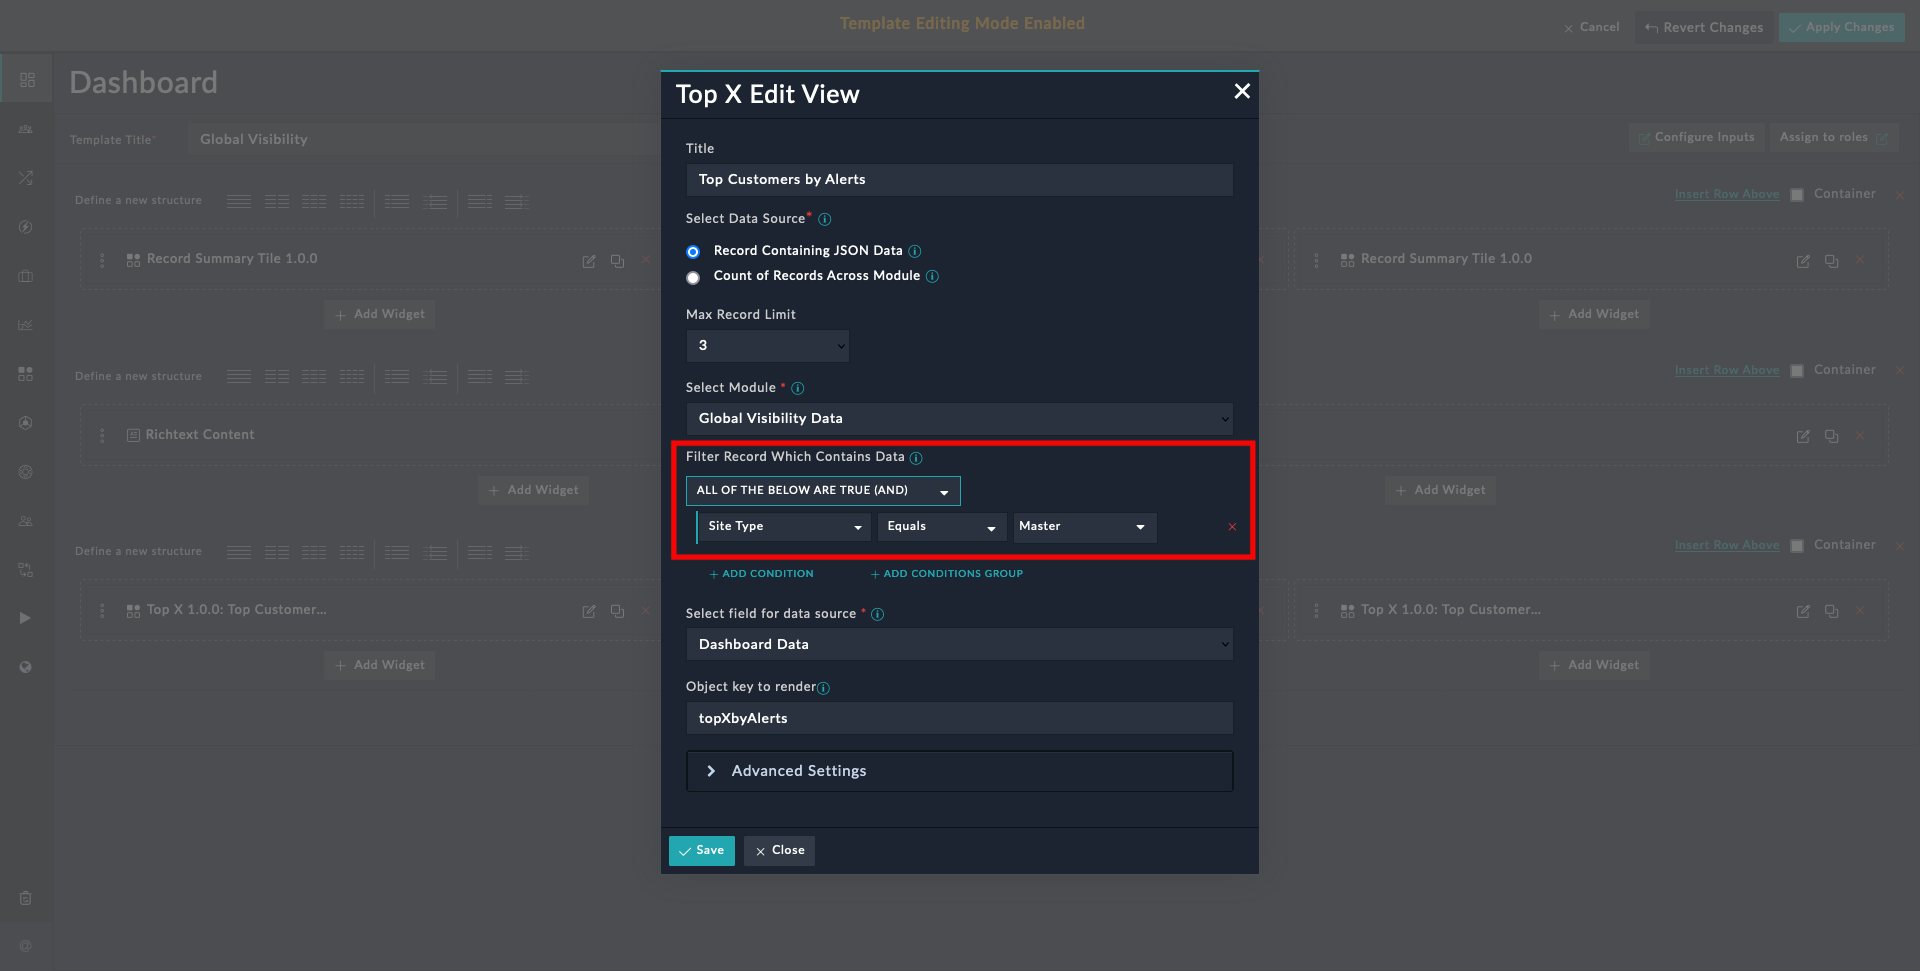 Template Editing Mode Enabled
Cancel
Revert Changes
Apply Changes
Dashboard
Template Title*
Global Visibility
Configure Inputs
Assign to roles
Define a new structure
Insert Row Above
Container
Record Summary Tile 1.0.0
Record Summary Tile 1.0.0
+ Add Widget
+ Add Widget
Define a new structure
Insert Row Above
Container
Richtext Content
+ Add Widget
+ Add Widget
Define a new structure
Insert Row Above
Container
Top X 1.0.0: Top Customer...
Top X 1.0.0: Top Customer...
+ Add Widget
+ Add Widget
Top X Edit View
Title
Top Customers by Alerts
Select Data Source*
Record Containing JSON Data
Count of Records Across Module
Max Record Limit
3
Select Module *
Global Visibility Data
Filter Record Which Contains Data
ALL OF THE BELOW ARE TRUE (AND)
Site Type Equals Master
+ ADD CONDITION + ADD CONDITIONS GROUP
Select field for data source *
Dashboard Data
Object key to render
topXbyAlerts
Advanced Settings
Save
Close